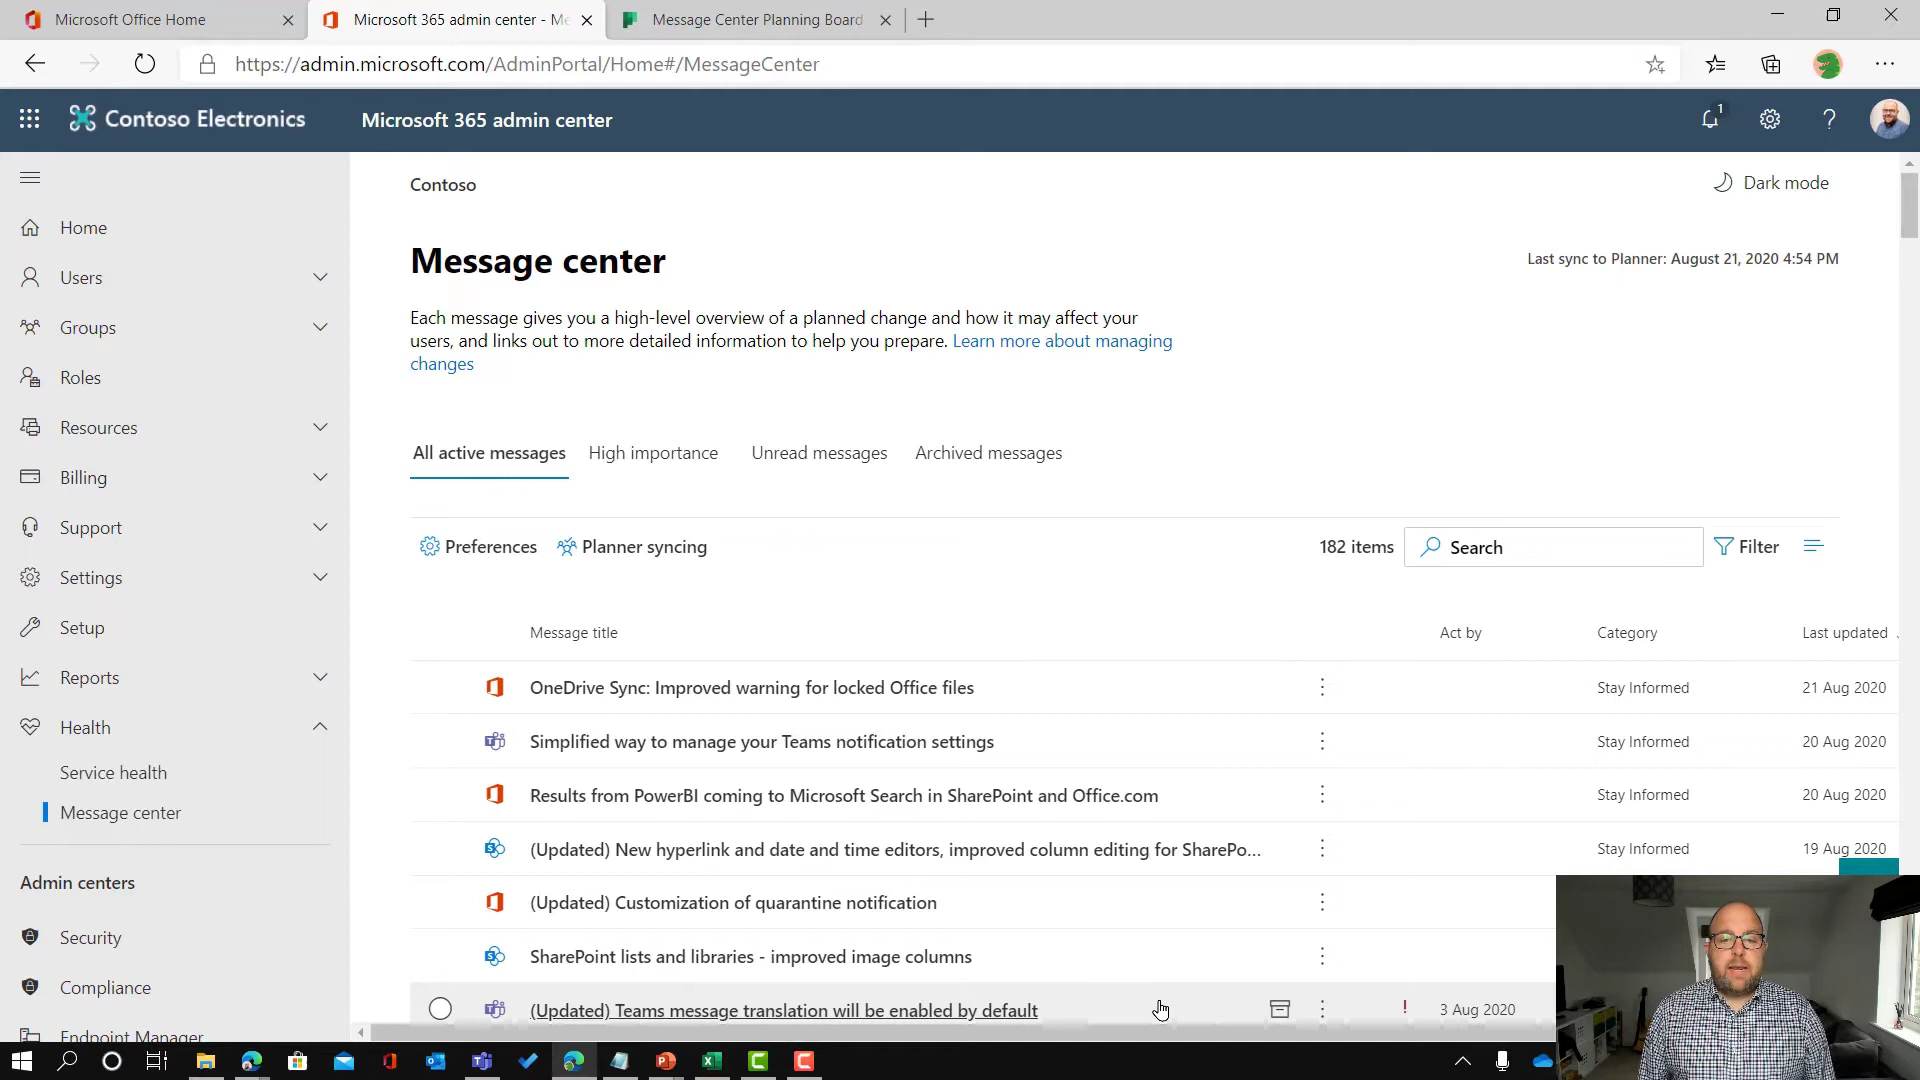 Microsoft Office Home
Microsoft 365 admin center - Me
Message Center Planning Board
https://admin.microsoft.com/AdminPortal/Home#/MessageCenter
Contoso Electronics
Microsoft 365 admin center
1
Contoso
Dark mode
Home
Users
Groups
Roles
Resources
Billing
Support
Settings
Setup
Reports
Health
Service health
Message center
Admin centers
Security
Compliance
Endpoint Manager
Message center
Last sync to Planner: August 21, 2020 4:54 PM
Each message gives you a high-level overview of a planned change and how it may affect your
users, and links out to more detailed information to help you prepare. Learn more about managing
changes
All active messages
High importance
Unread messages
Archived messages
Preferences
Planner syncing
182 items
Search
Filter
Message title
Act by
Category
Last updated
OneDrive Sync: Improved warning for locked Office files
Stay Informed
21 Aug 2020
Simplified way to manage your Teams notification settings
Stay Informed
20 Aug 2020
Results from PowerBI coming to Microsoft Search in SharePoint and Office.com
Stay Informed
20 Aug 2020
(Updated) New hyperlink and date and time editors, improved column editing for SharePo...
Stay Informed
19 Aug 2020
(Updated) Customization of quarantine notification
SharePoint lists and libraries - improved image columns
(Updated) Teams message translation will be enabled by default
! 3 Aug 2020